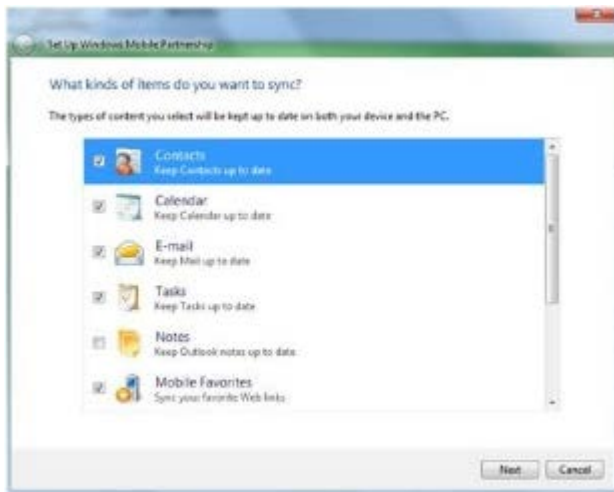 Set Up Windows Mobile Partnership
What kinds of items do you want to sync?
The types of content you select will be kept up to date on both your device and the PC.
Contacts
Keep Contacts up to date
Calendar
Keep Calendar up to date
E-mail
Keep Mail up to date
Tasks
Keep Tasks up to date
Notes
Keep Outlook notes up to date
Mobile Favorites
Sync your favorite Web links
Next Cancel